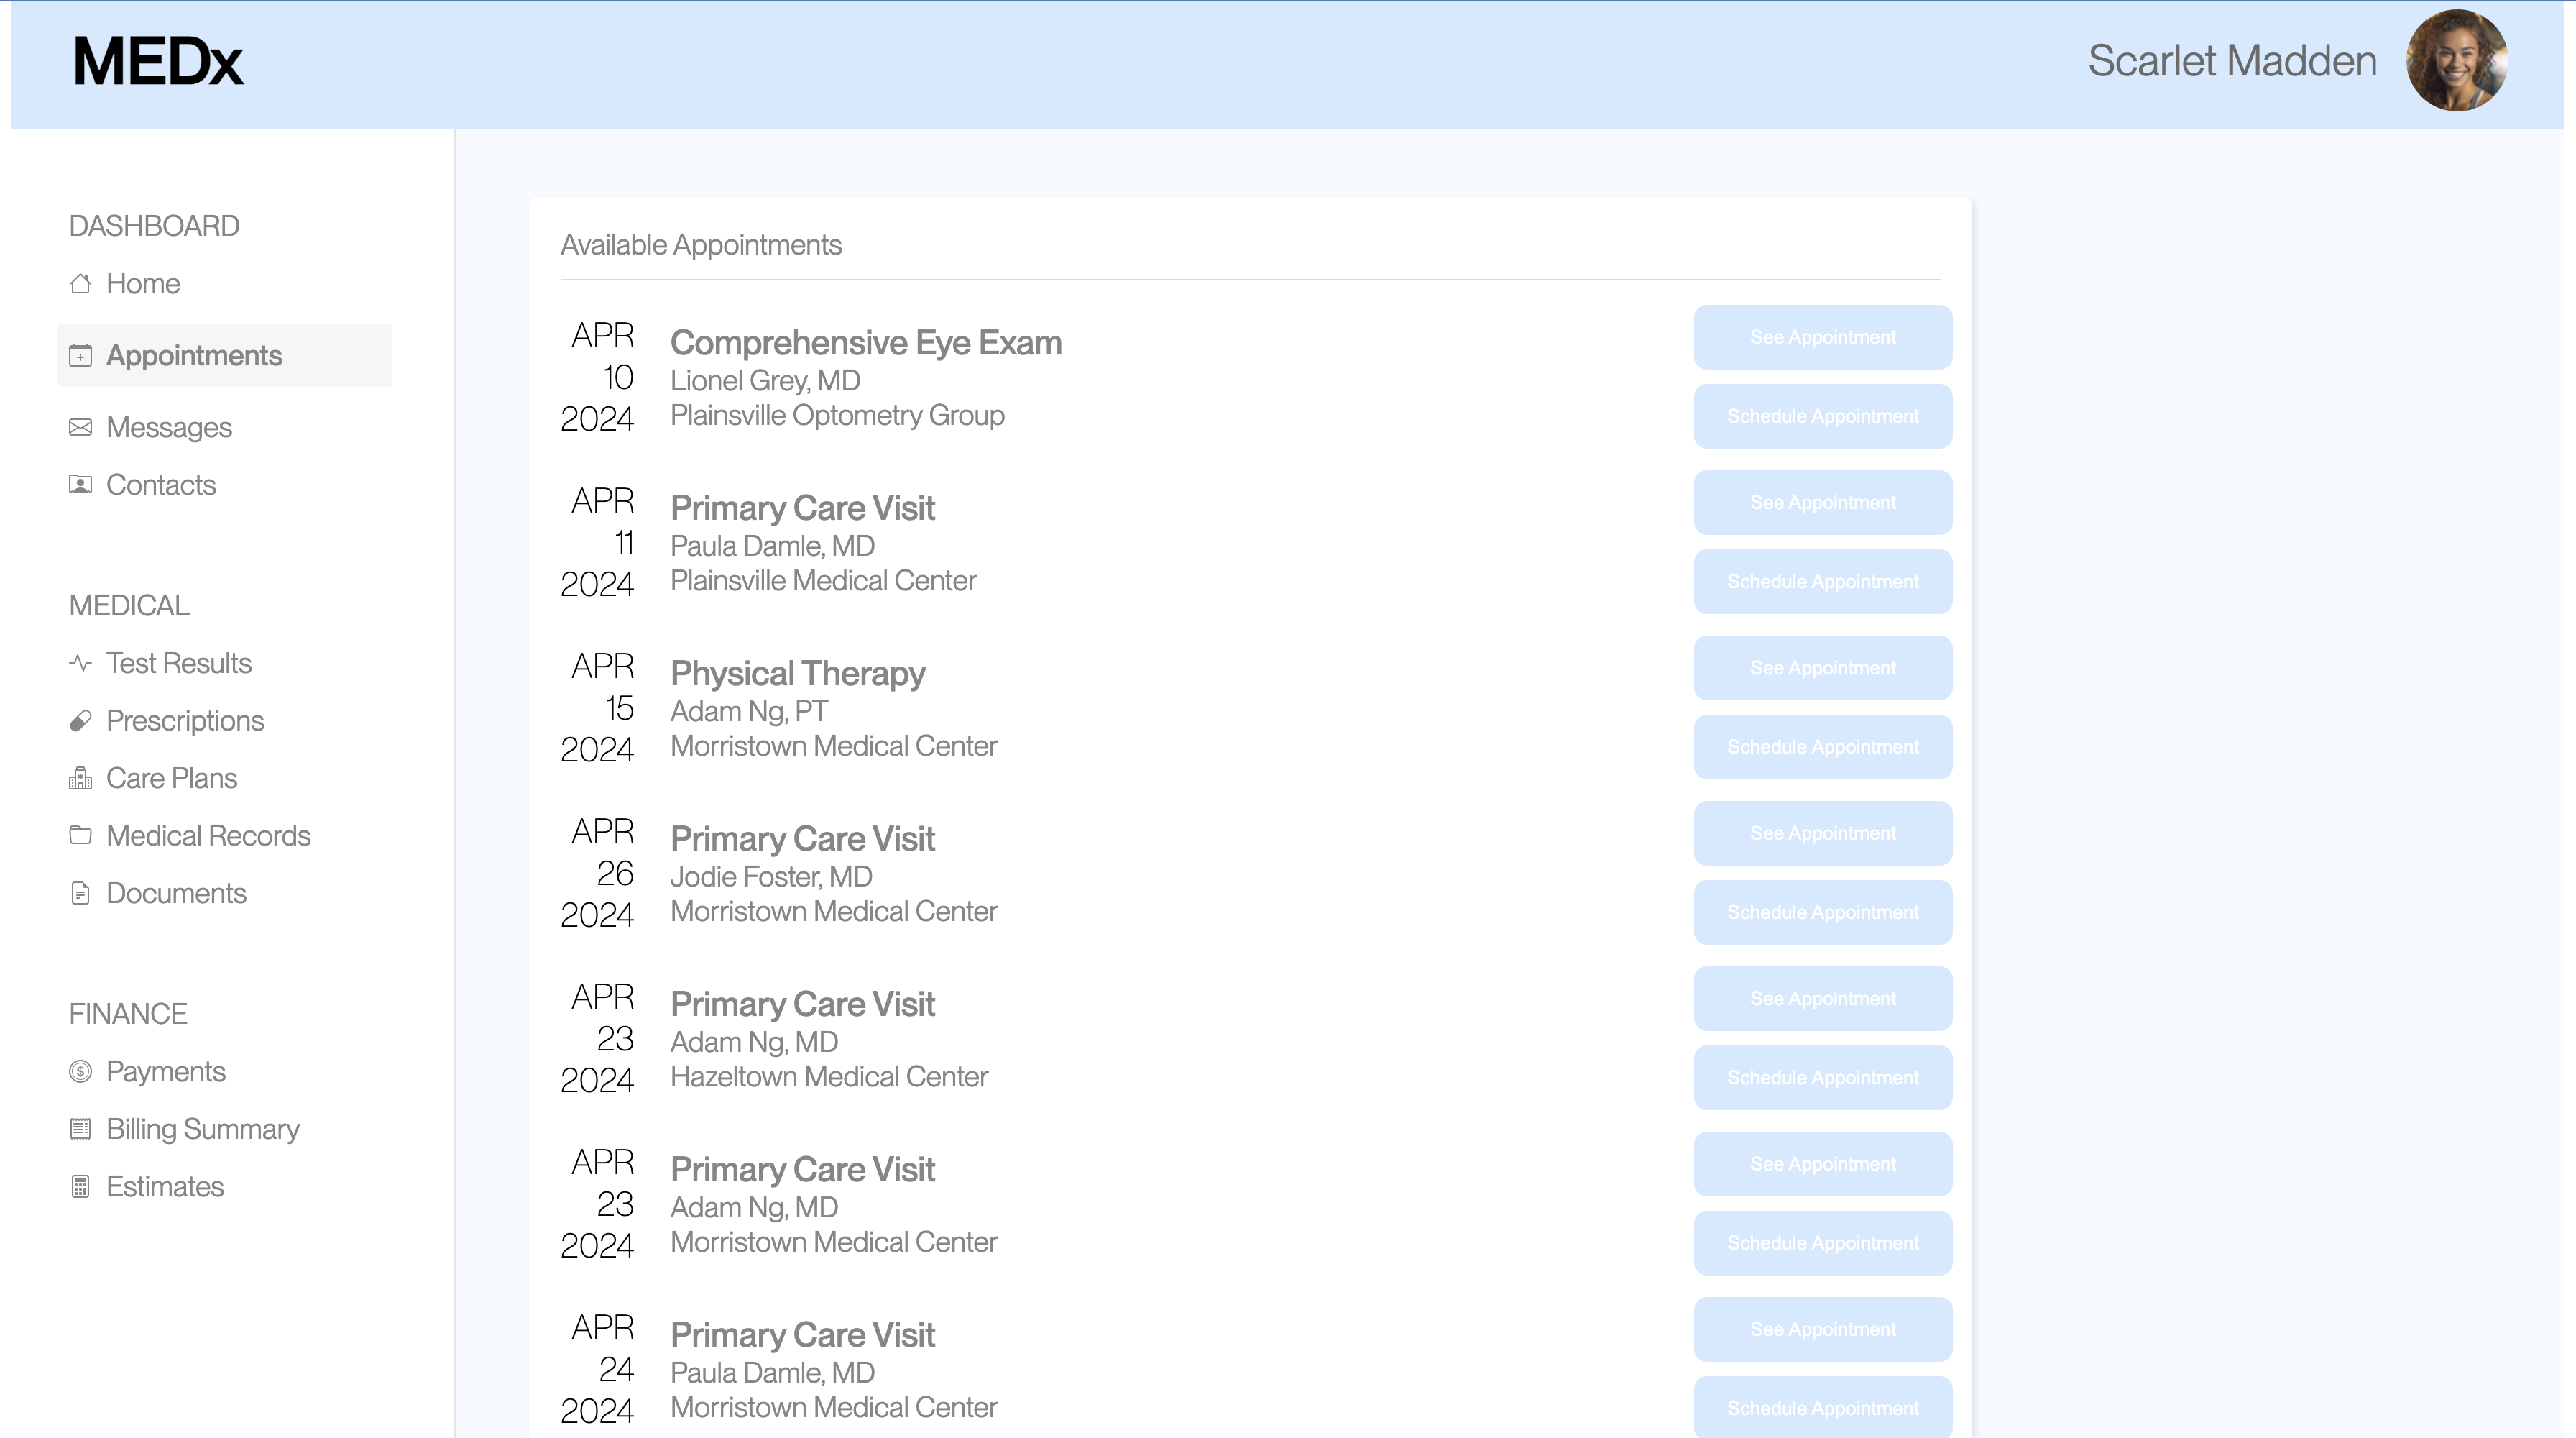 MEDx
Scarlet Madden
DASHBOARD
Home
Appointments
Messages
Contacts
MEDICAL
Test Results
Prescriptions
Care Plans
Medical Records
Documents
FINANCE
Payments
Billing Summary
Estimates
Available Appointments
APR
10
2024
Comprehensive Eye Exam
Lionel Grey, MD
Plainsville Optometry Group
See Appointment
Schedule Appointment
APR
11
2024
Primary Care Visit
Paula Damle, MD
Plainsville Medical Center
See Appointment
Schedule Appointment
APR
15
2024
Physical Therapy
Adam Ng, PT
Morristown Medical Center
See Appointment
Schedule Appointment
APR
26
2024
Primary Care Visit
Jodie Foster, MD
Morristown Medical Center
See Appointment
Schedule Appointment
APR
23
2024
Primary Care Visit
Adam Ng, MD
Hazeltown Medical Center
See Appointment
Schedule Appointment
APR
23
2024
Primary Care Visit
Adam Ng, MD
Morristown Medical Center
See Appointment
Schedule Appointment
APR
24
2024
Primary Care Visit
Paula Damle, MD
Morristown Medical Center
See Appointment
Schedule Appointment